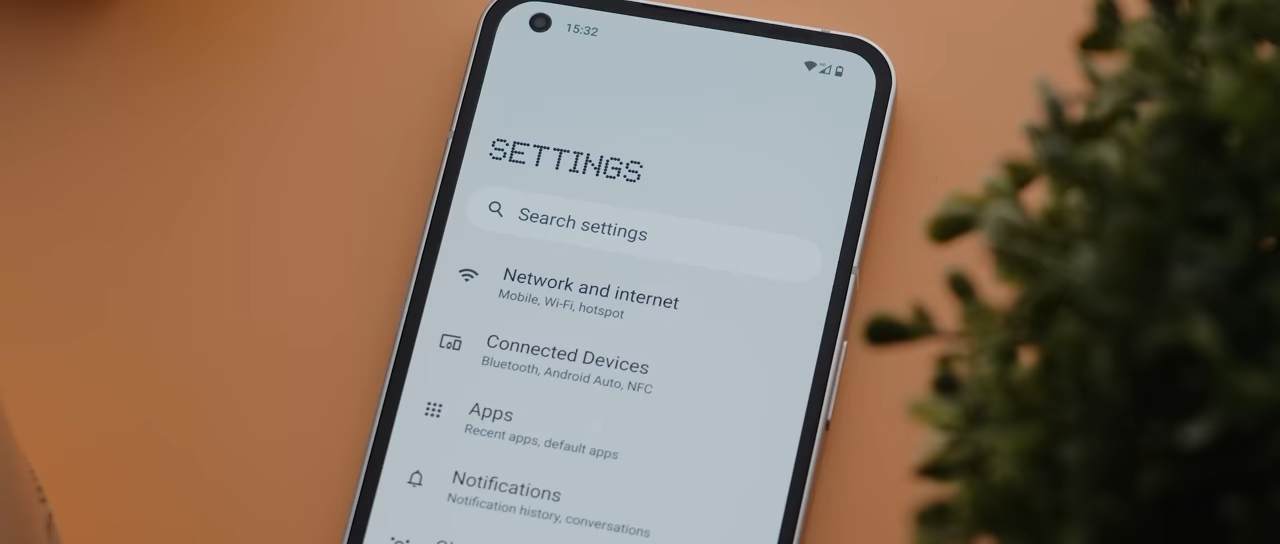 15:32
SETTINGS
Search settings
Network and internet
Mobile, Wi-Fi, hotspot
Connected Devices
Bluetooth, Android Auto, NFC
Apps
Recent apps, default apps
Notifications
Notification history, conversations